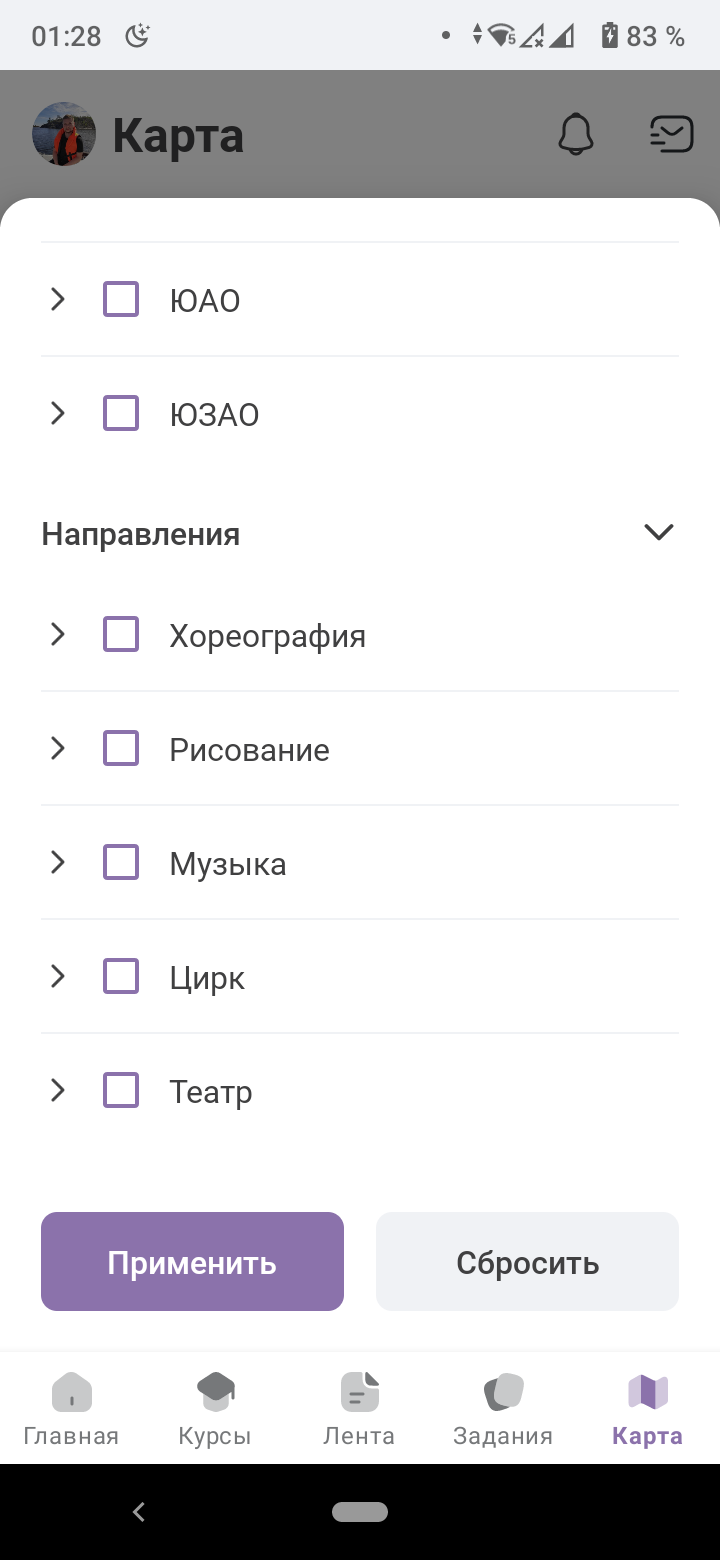 01:28
5
83 %
Карта
ЮАО
ЮЗАО
Направления
Хореография
Рисование
Музыка
Цирк
Театр
Применить
Сбросить
Главная
Курсы
Лента
Задания
Карта